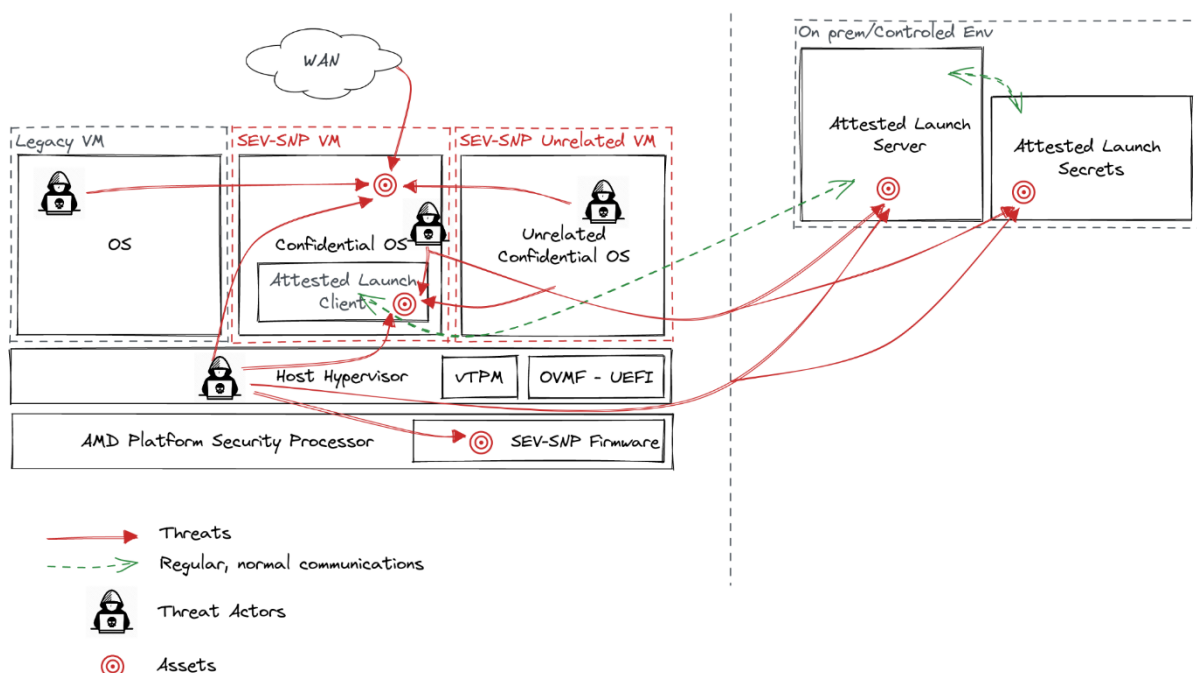 On prem/Controled Env
WAN
Attested Launch
Server
Attested Launch
Secrets
Legacy VM
SEV-SNP VM
SEV-SNP Unrelated VM
OS
Confidential OS
Unrelated
Confidential OS
Attested Launch
Client
Host Hypervisor
vTPM
OVMF - UEFI
AMD Platform Security Processor
SEV-SNP Firmware
Threats
Regular, normal communications
Threat Actors
Assets